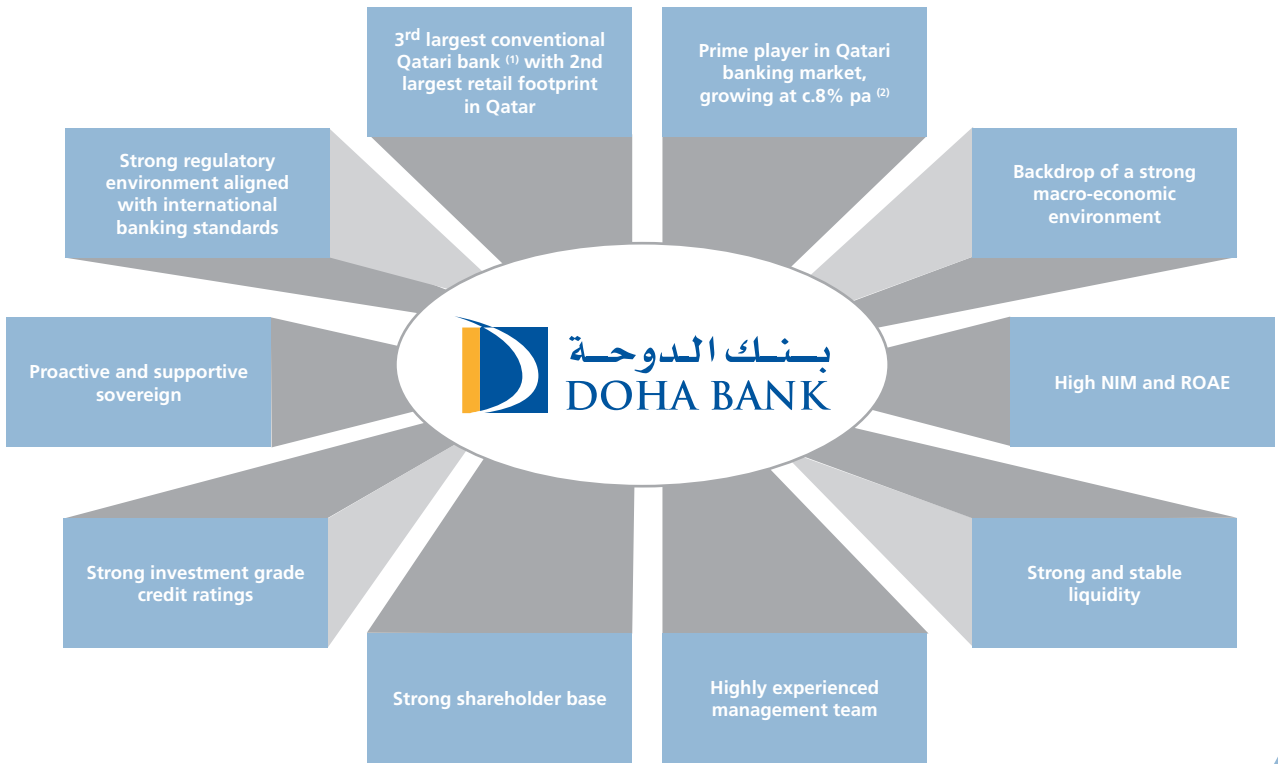 3rd largest conventional
Qatari bank (1) with 2nd
largest retail footprint
in Qatar
Prime player in Qatari
banking market,
growing at c.8% pa (2)
Strong regulatory
environment aligned
with international
banking standards
Backdrop of a strong
macro-economic
environment
Proactive and supportive
sovereign
بنك الدوحة
DOHA BANK
High NIM and ROAE
Strong investment grade
credit ratings
Strong and stable
liquidity
Strong shareholder base
Highly experienced
management team